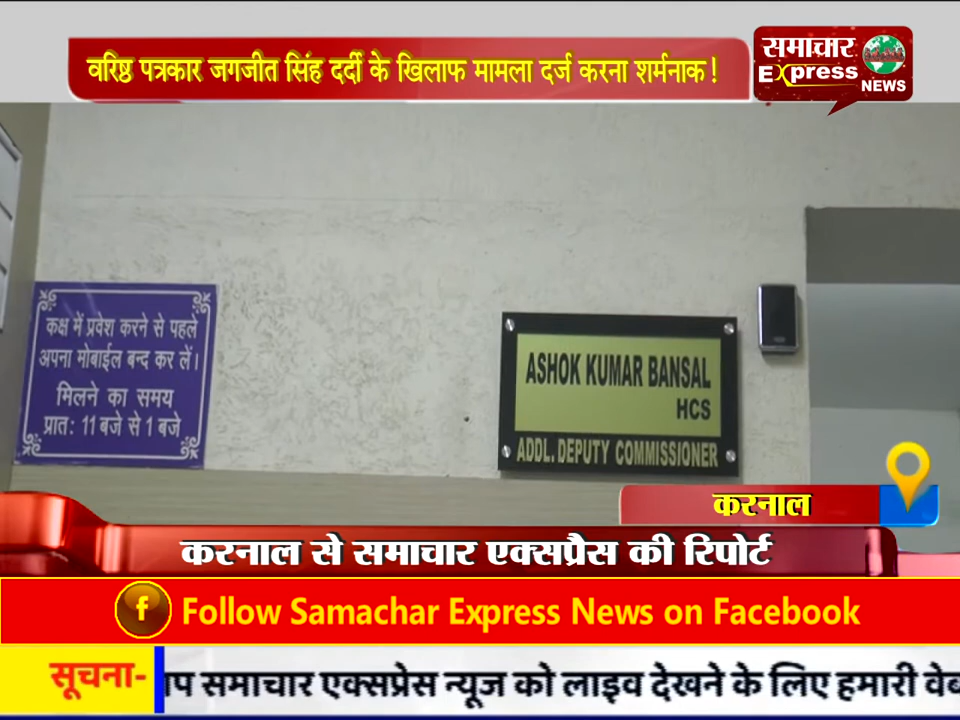 वरिष्ठ पत्रकार जगजीत सिंह दर्दी के खिलाफ मामला दर्ज करना शर्मनाक!
समाचार
Express
NEWS
कक्ष में प्रवेश करने से पहले
अपना मोबाईल बन्द कर लें।
मिलने का समय
प्रात: 11 बजे से 1 बजे
ASHOK KUMAR BANSAL
HCS
ADDL. DEPUTY COMMISSIONER
करनाल
करनाल से समाचार एक्सप्रैस की रिपोर्ट
f Follow Samachar Express News on Facebook
सूचना- समाचार एक्सप्रेस न्यूज को लाइव देखने के लिए हमारी